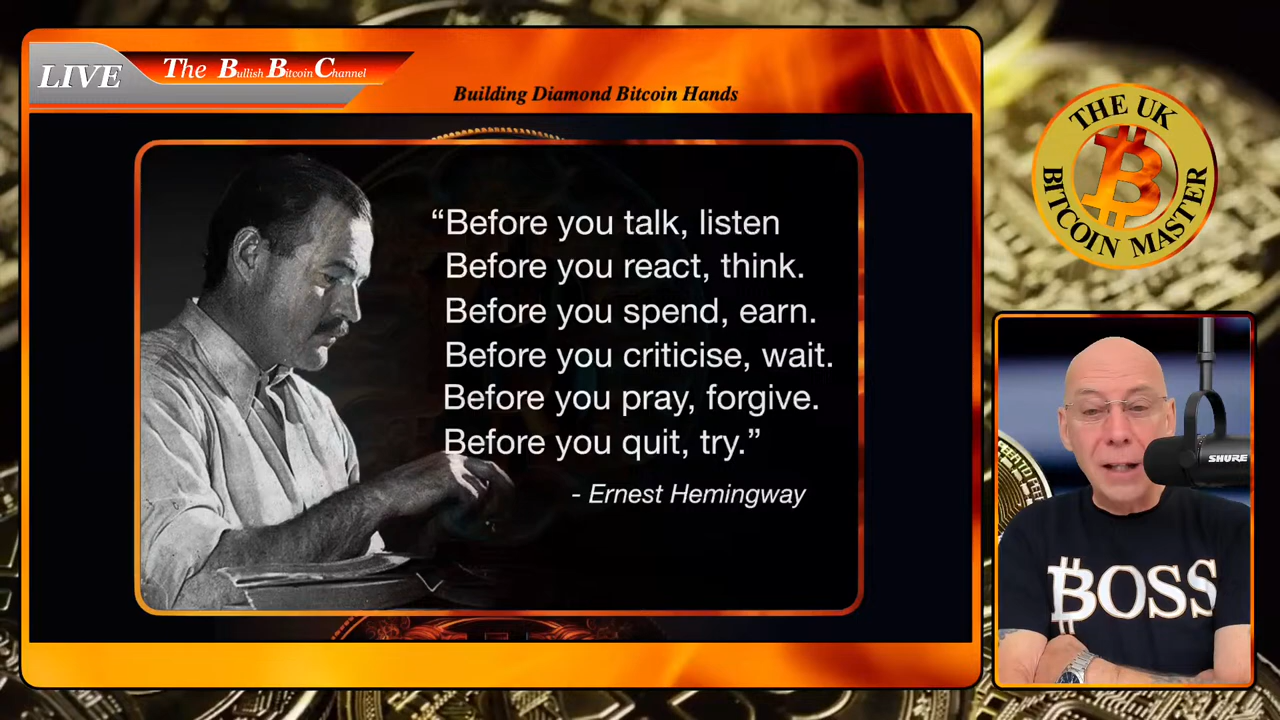 LIVE
The Bullish Bitcoin Channel
Building Diamond Bitcoin Hands
“Before you talk, listen
Before you react, think.
Before you spend, earn.
Before you criticise, wait.
Before you pray, forgive.
Before you quit, try.”
- Ernest Hemingway
THE UK
BITCOIN MASTER
SHURE
₿OSS